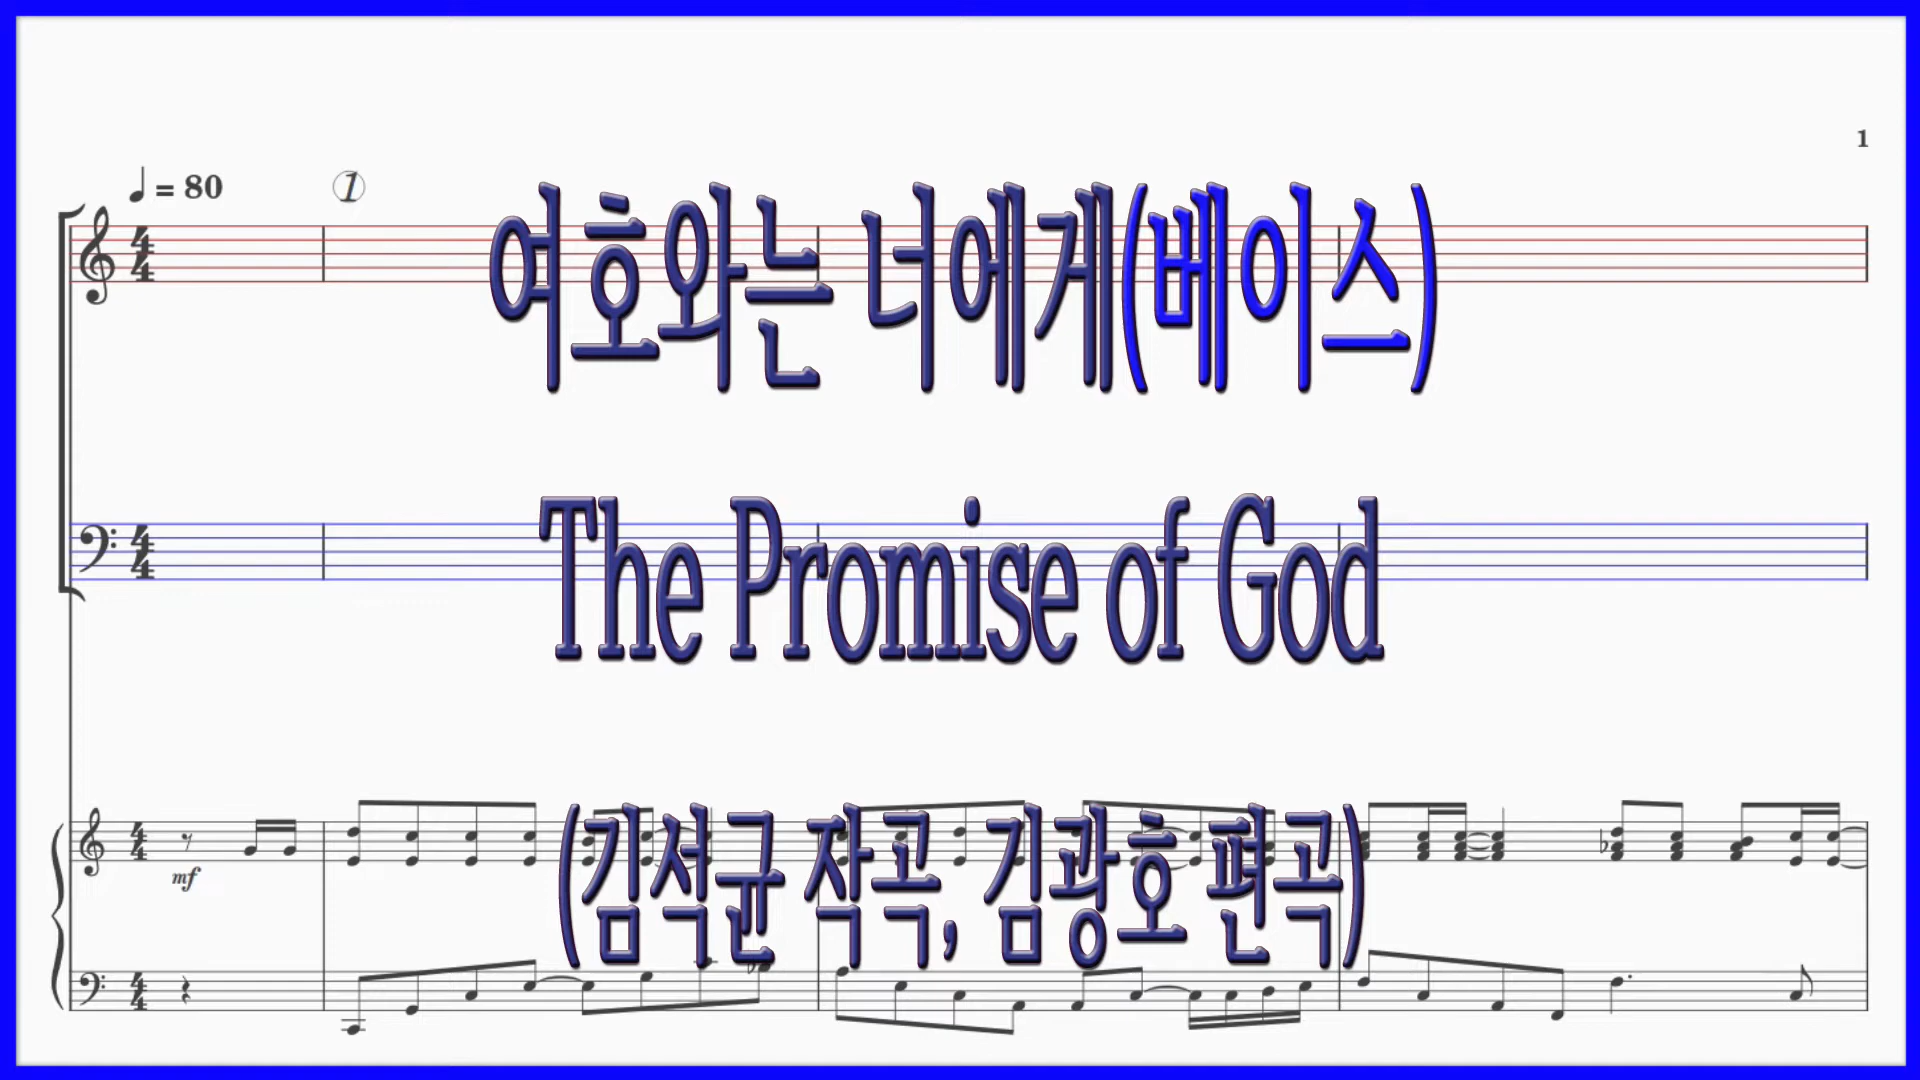 1
♩ = 80
①
여호와는 너에게(베이스)
The Promise of God
mf
(김석균 작곡, 김광호 편곡)